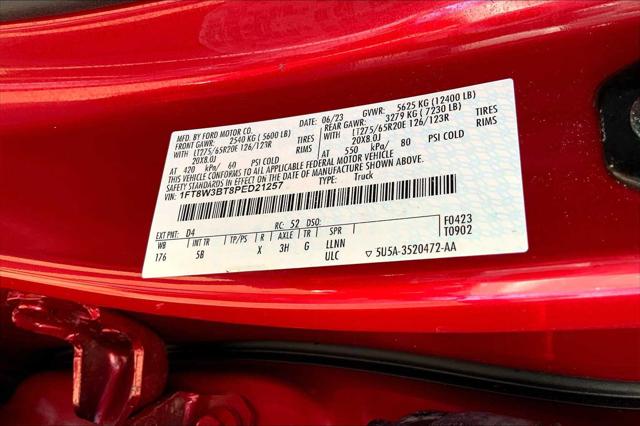 MFD. BY FORD MOTOR CO.
DATE: 06/23 GVWR: 5625 KG (12400 LB)
FRONT GAWR: 2540 KG ( 5600 LB) REAR GAWR: 3279 KG ( 7230 LB)
WITH LT275/65R20E 126/123R TIRES WITH LT275/65R20E 126/123R TIRES
20X8.0J 20X8.0J
AT 420 kPa/ 60 PSI COLD AT 550 kPa/ 80 PSI COLD
THIS VEHICLE CONFORMS TO ALL APPLICABLE FEDERAL MOTOR VEHICLE
SAFETY STANDARDS IN EFFECT ON THE DATE OF MANUFACTURE SHOWN ABOVE.
VIN: 1FT8W3BT8PED21257 TYPE: Truck
F0423
EXT PNT: D4 RC: 52 DSO: T0902
WB INT TR TP/PS R AXLE TR SPR
176 5B X 3H G LLNN
ULC ▽ 5U5A-3520472-AA